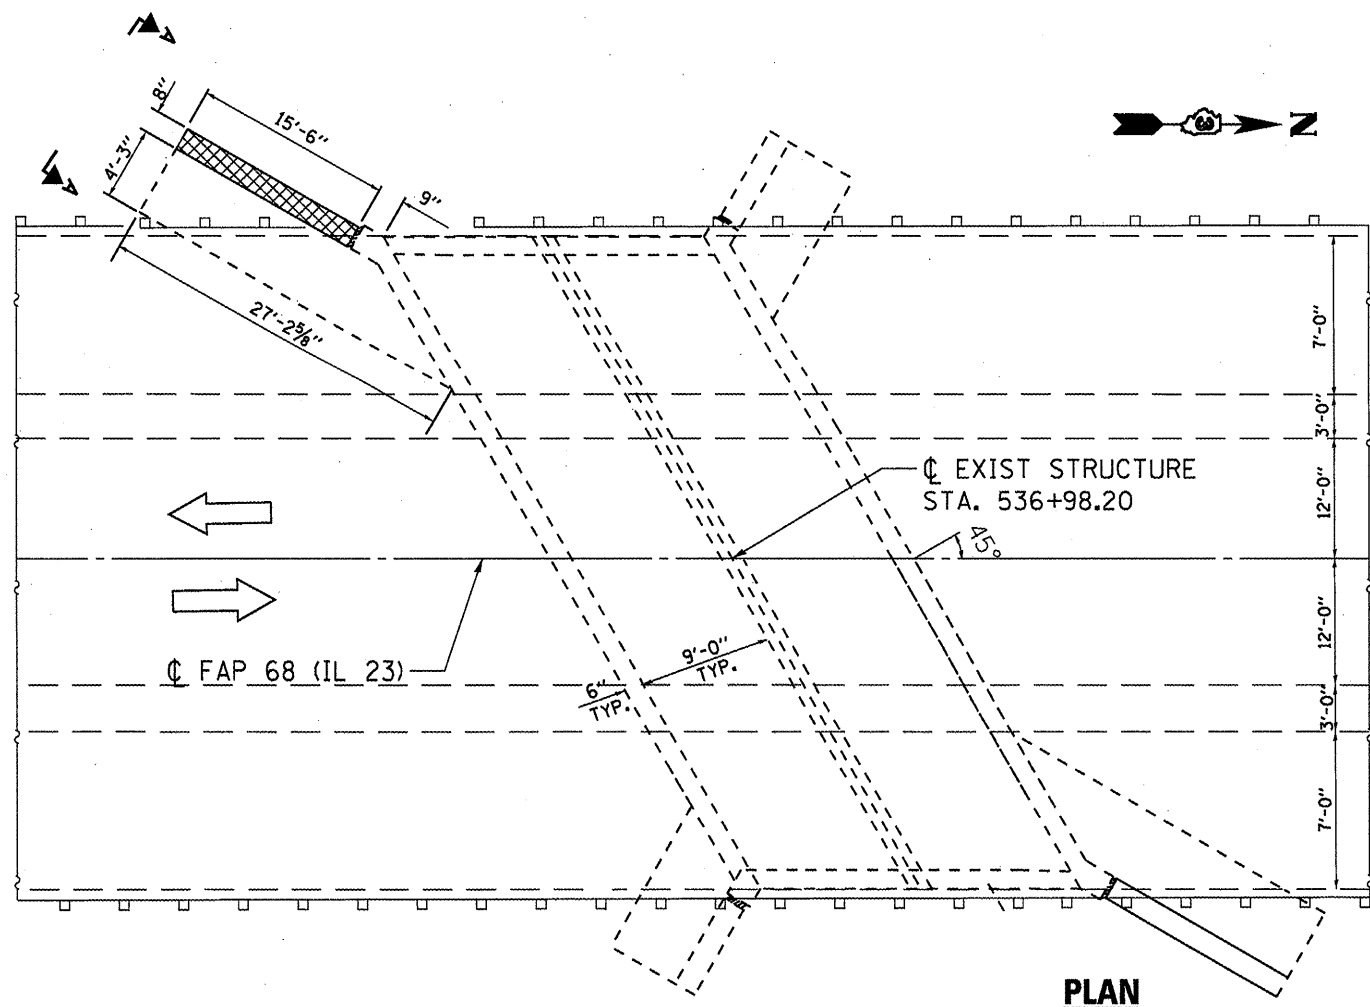 A
A
8"
15'-6"
4'-3"
9"
N
27'-2⅝"
7'-0"
3'-0"
℄ EXIST STRUCTURE
STA. 536+98.20
12'-0"
45°
℄ FAP 68 (IL 23)
9'-0"
TYP.
12'-0"
6"
TYP.
3'-0"
7'-0"
PLAN